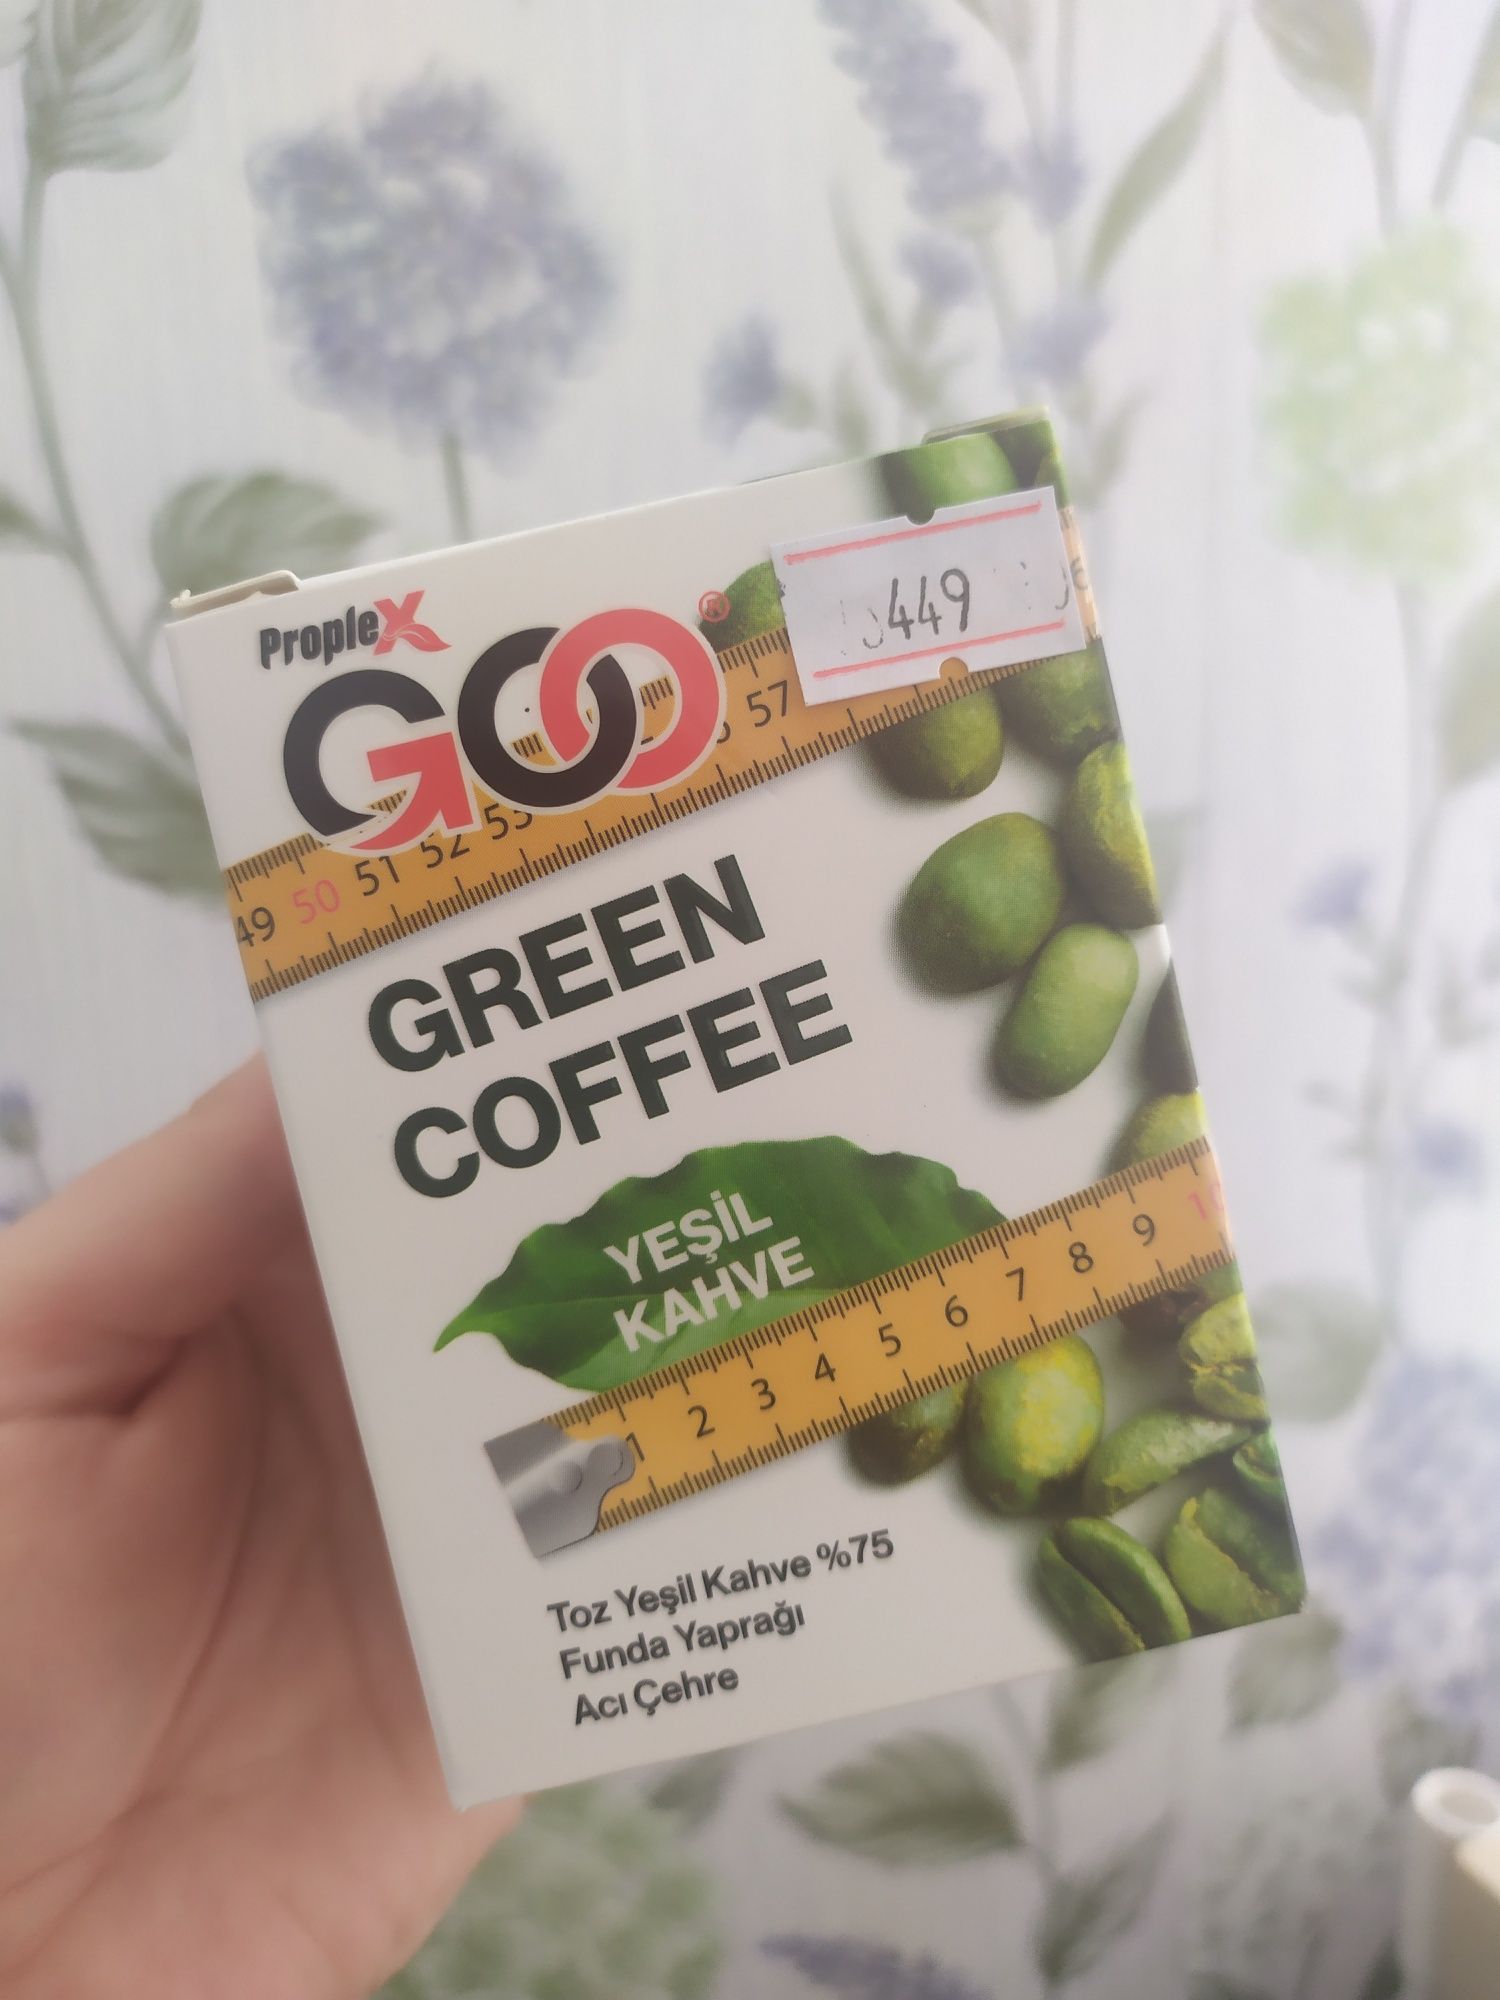 PropleX
GOO®
449
49 50 51 52 53 57
GREEN
COFFEE
YEŞİL
KAHVE
1 2 3 4 5 6 7 8 9 10
Toz Yeşil Kahve %75
Funda Yaprağı
Acı Çehre